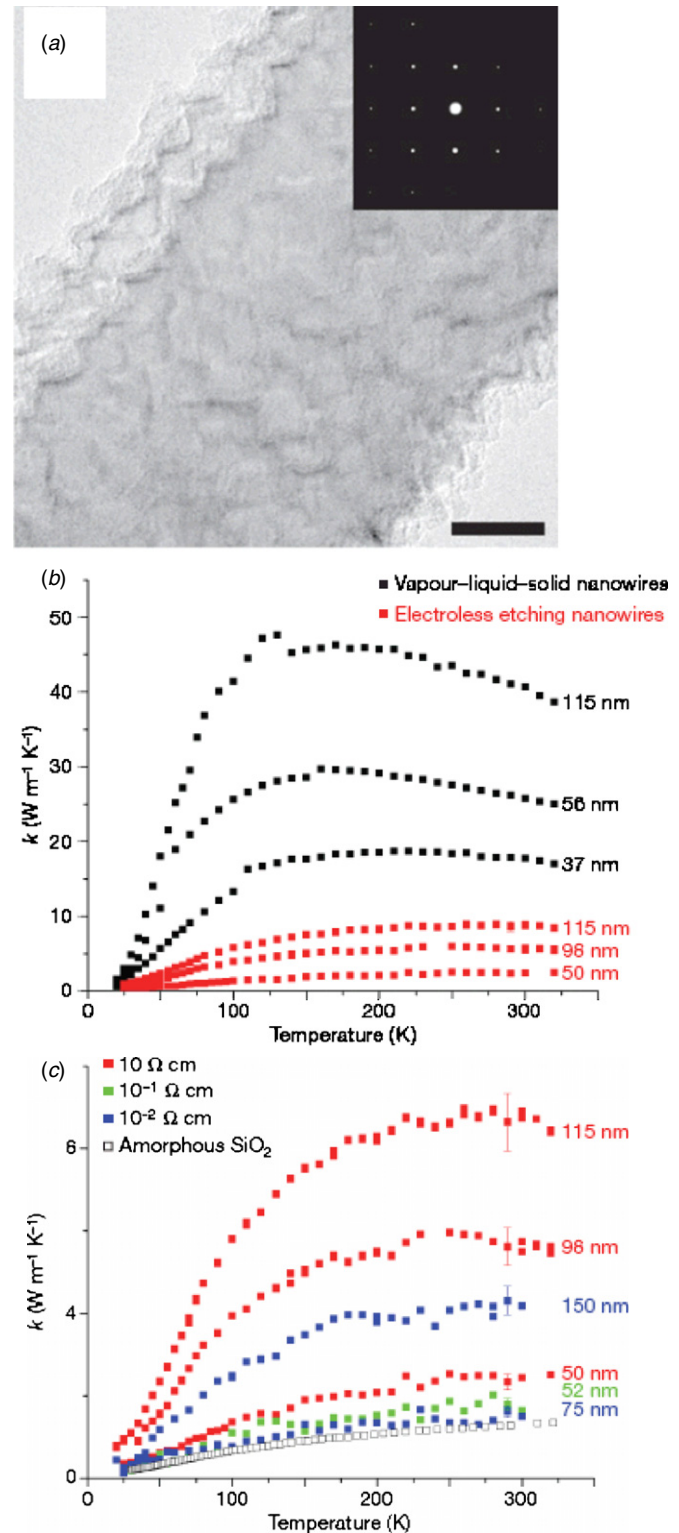 (a)
(b)
■ Vapour–liquid–solid nanowires
■ Electroless etching nanowires
50
40
30
20
10
0
k (W m⁻¹ K⁻¹)
115 nm
56 nm
37 nm
115 nm
98 nm
50 nm
0 100 200 300
Temperature (K)
(c)
■ 10 Ω cm
■ 10⁻¹ Ω cm
■ 10⁻² Ω cm
□ Amorphous SiO₂
6
4
2
0
k (W m⁻¹ K⁻¹)
115 nm
98 nm
150 nm
50 nm
52 nm
75 nm
0 100 200 300
Temperature (K)